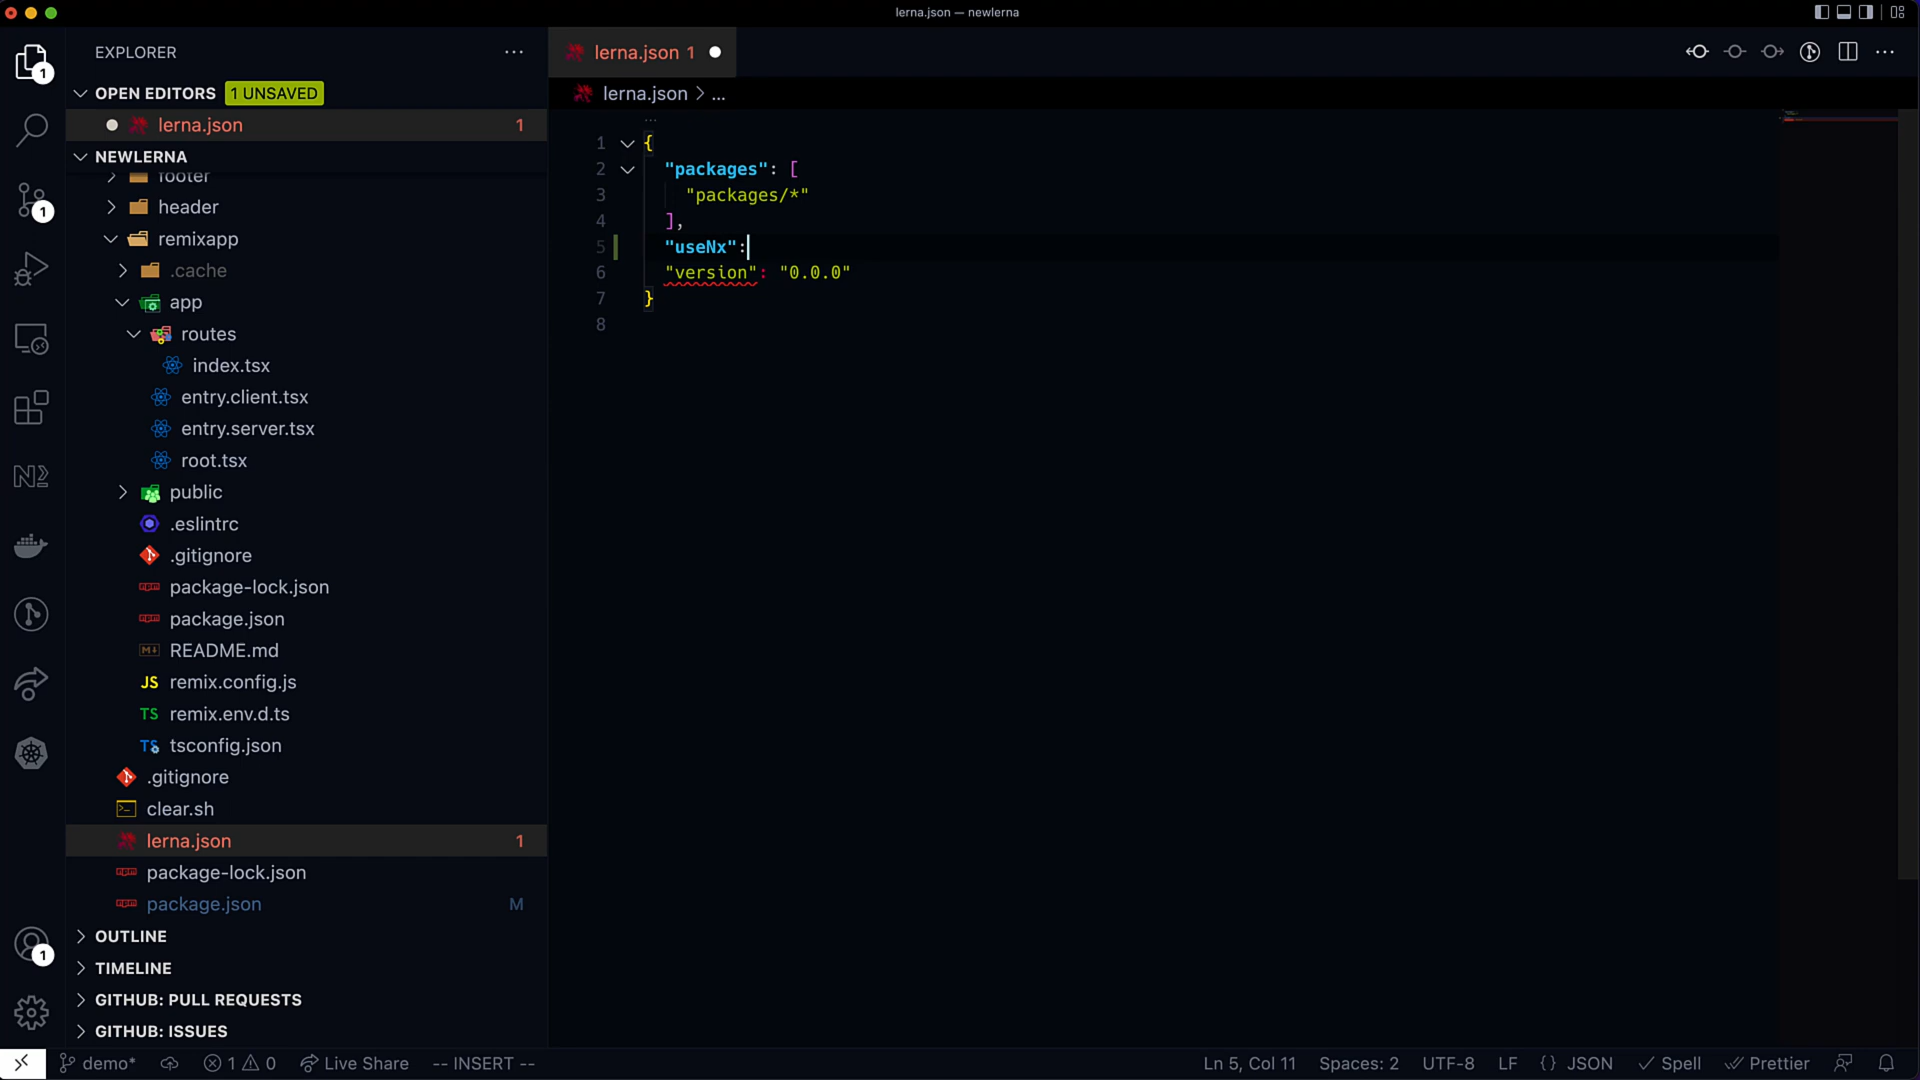 lerna.json — newlerna
EXPLORER
OPEN EDITORS 1 UNSAVED
lerna.json 1
NEWLERNA
footer
header
remixapp
.cache
app
routes
index.tsx
entry.client.tsx
entry.server.tsx
root.tsx
public
.eslintrc
.gitignore
package-lock.json
package.json
README.md
remix.config.js
remix.env.d.ts
tsconfig.json
.gitignore
clear.sh
lerna.json 1
package-lock.json
package.json M
OUTLINE
TIMELINE
GITHUB: PULL REQUESTS
GITHUB: ISSUES
lerna.json 1
lerna.json > ...
1 {
2 "packages": [
3 "packages/*"
4 ],
5 "useNx":
6 "version": "0.0.0"
7 }
8
demo* 1 0 Live Share -- INSERT -- Ln 5, Col 11 Spaces: 2 UTF-8 LF {} JSON Spell Prettier